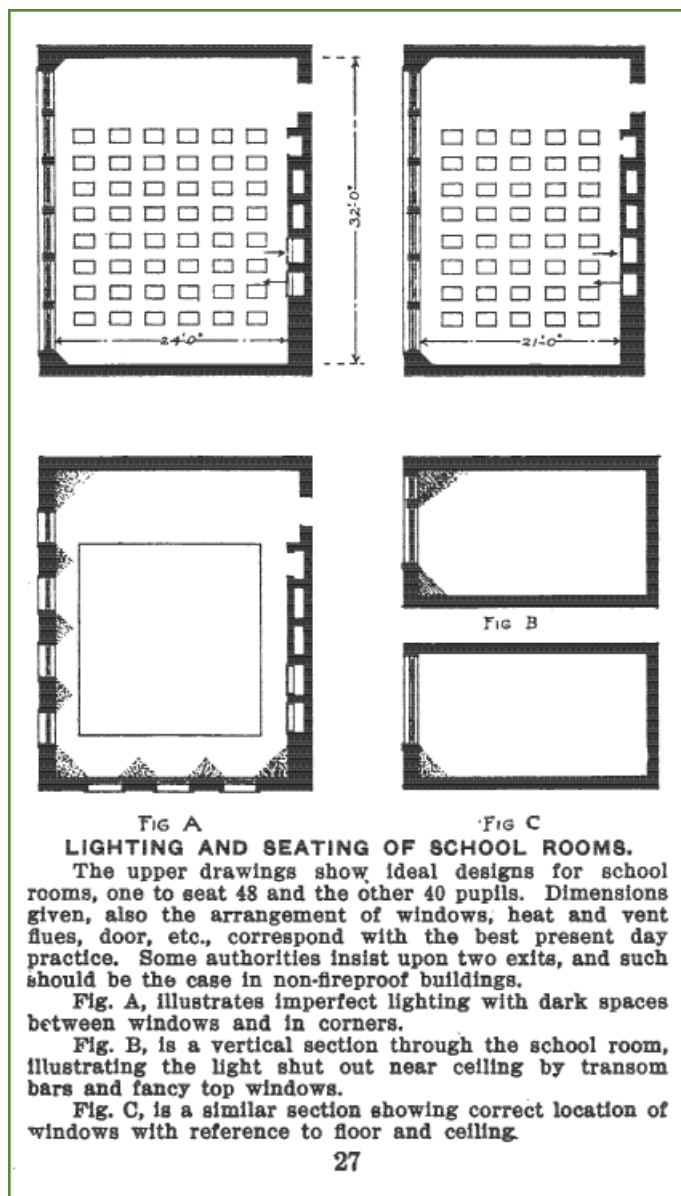 32'-0"
24'-0"
21'-0"
FIG A
FIG B
FIG C
LIGHTING AND SEATING OF SCHOOL ROOMS.
The upper drawings show ideal designs for school
rooms, one to seat 48 and the other 40 pupils. Dimensions
given, also the arrangement of windows, heat and vent
flues, door, etc., correspond with the best present day
practice. Some authorities insist upon two exits, and such
should be the case in non-fireproof buildings.
Fig. A, illustrates imperfect lighting with dark spaces
between windows and in corners.
Fig. B, is a vertical section through the school room,
illustrating the light shut out near ceiling by transom
bars and fancy top windows.
Fig. C, is a similar section showing correct location of
windows with reference to floor and ceiling.
27